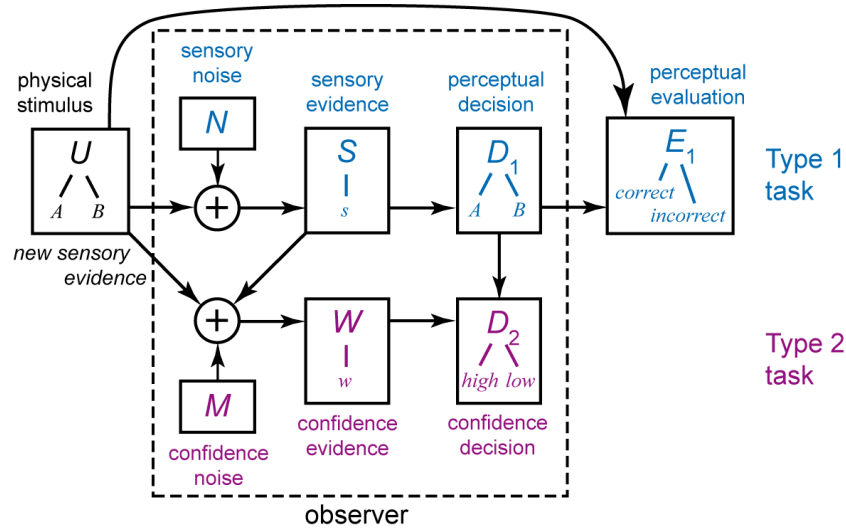 physical
stimulus
U
A B
new sensory
evidence
sensory
noise
N
+
sensory
evidence
S
s
perceptual
decision
D1
A B
perceptual
evaluation
E1
correct
incorrect
Type 1
task
+
M
confidence
noise
W
w
confidence
evidence
D2
high low
confidence
decision
Type 2
task
observer